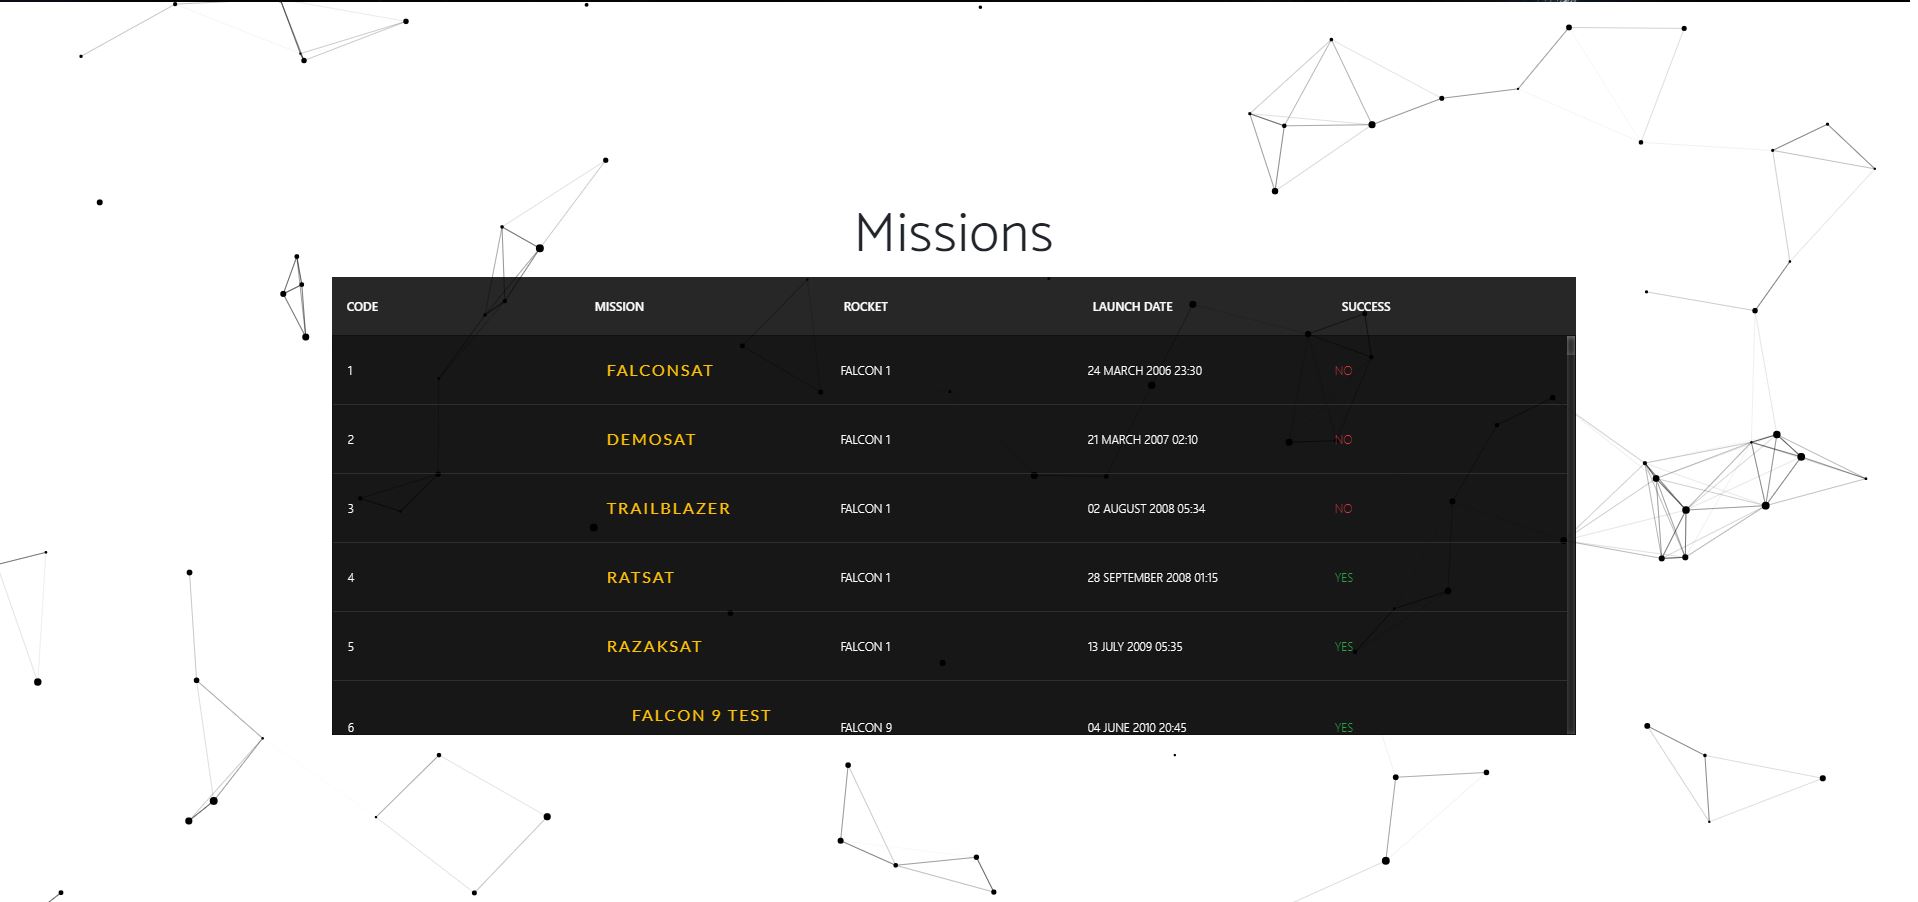 Missions
CODE MISSION ROCKET LAUNCH DATE SUCCESS
1 FALCONSAT FALCON 1 24 MARCH 2006 23:30 NO
2 DEMOSAT FALCON 1 21 MARCH 2007 02:10 NO
3 TRAILBLAZER FALCON 1 02 AUGUST 2008 05:34 NO
4 RATSAT FALCON 1 28 SEPTEMBER 2008 01:15 YES
5 RAZAKSAT FALCON 1 13 JULY 2009 05:35 YES
6 FALCON 9 TEST FALCON 9 04 JUNE 2010 20:45 YES